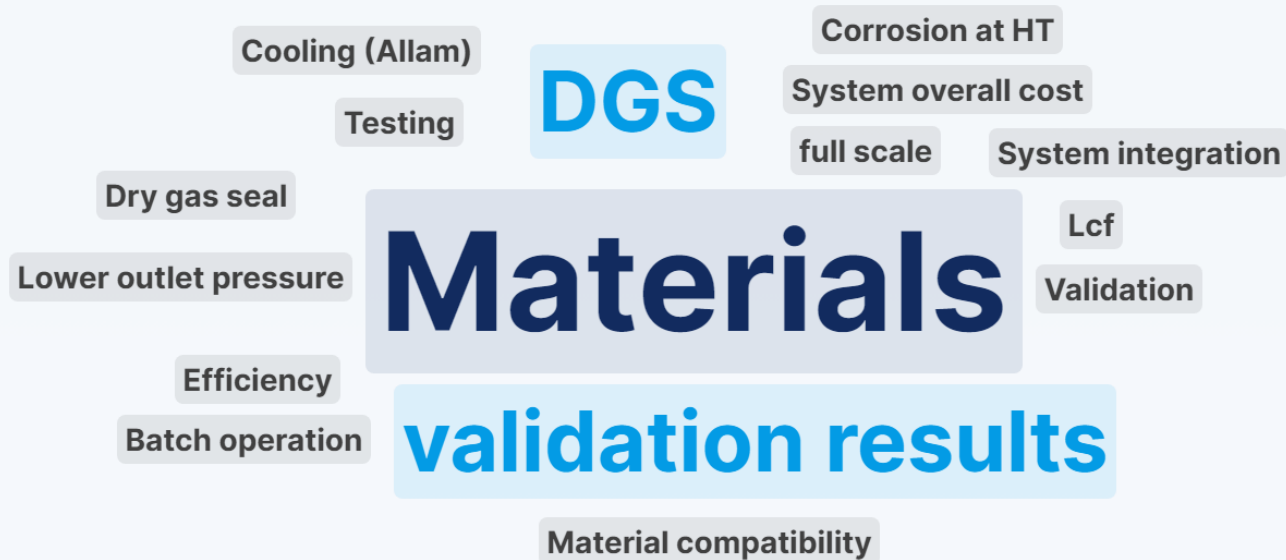 Corrosion at HT
Cooling (Allam)
DGS
System overall cost
Testing
full scale
System integration
Dry gas seal
Lcf
Materials
Lower outlet pressure
Validation
Efficiency
Batch operation
validation results
Material compatibility